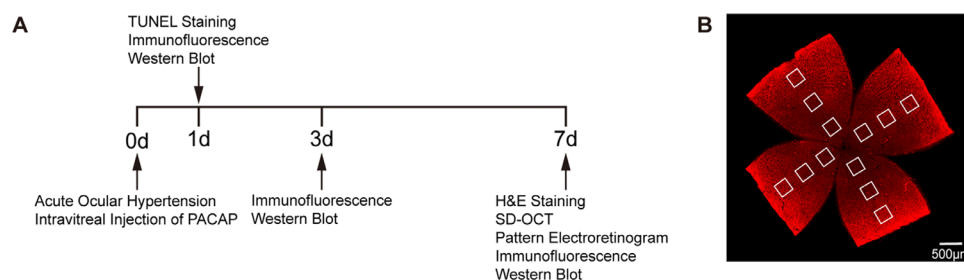 A
TUNEL Staining
Immunofluorescence
Western Blot
0d
1d
3d
7d
Acute Ocular Hypertension
Intravitreal Injection of PACAP
Immunofluorescence
Western Blot
H&E Staining
SD-OCT
Pattern Electroretinogram
Immunofluorescence
Western Blot
B
500μm